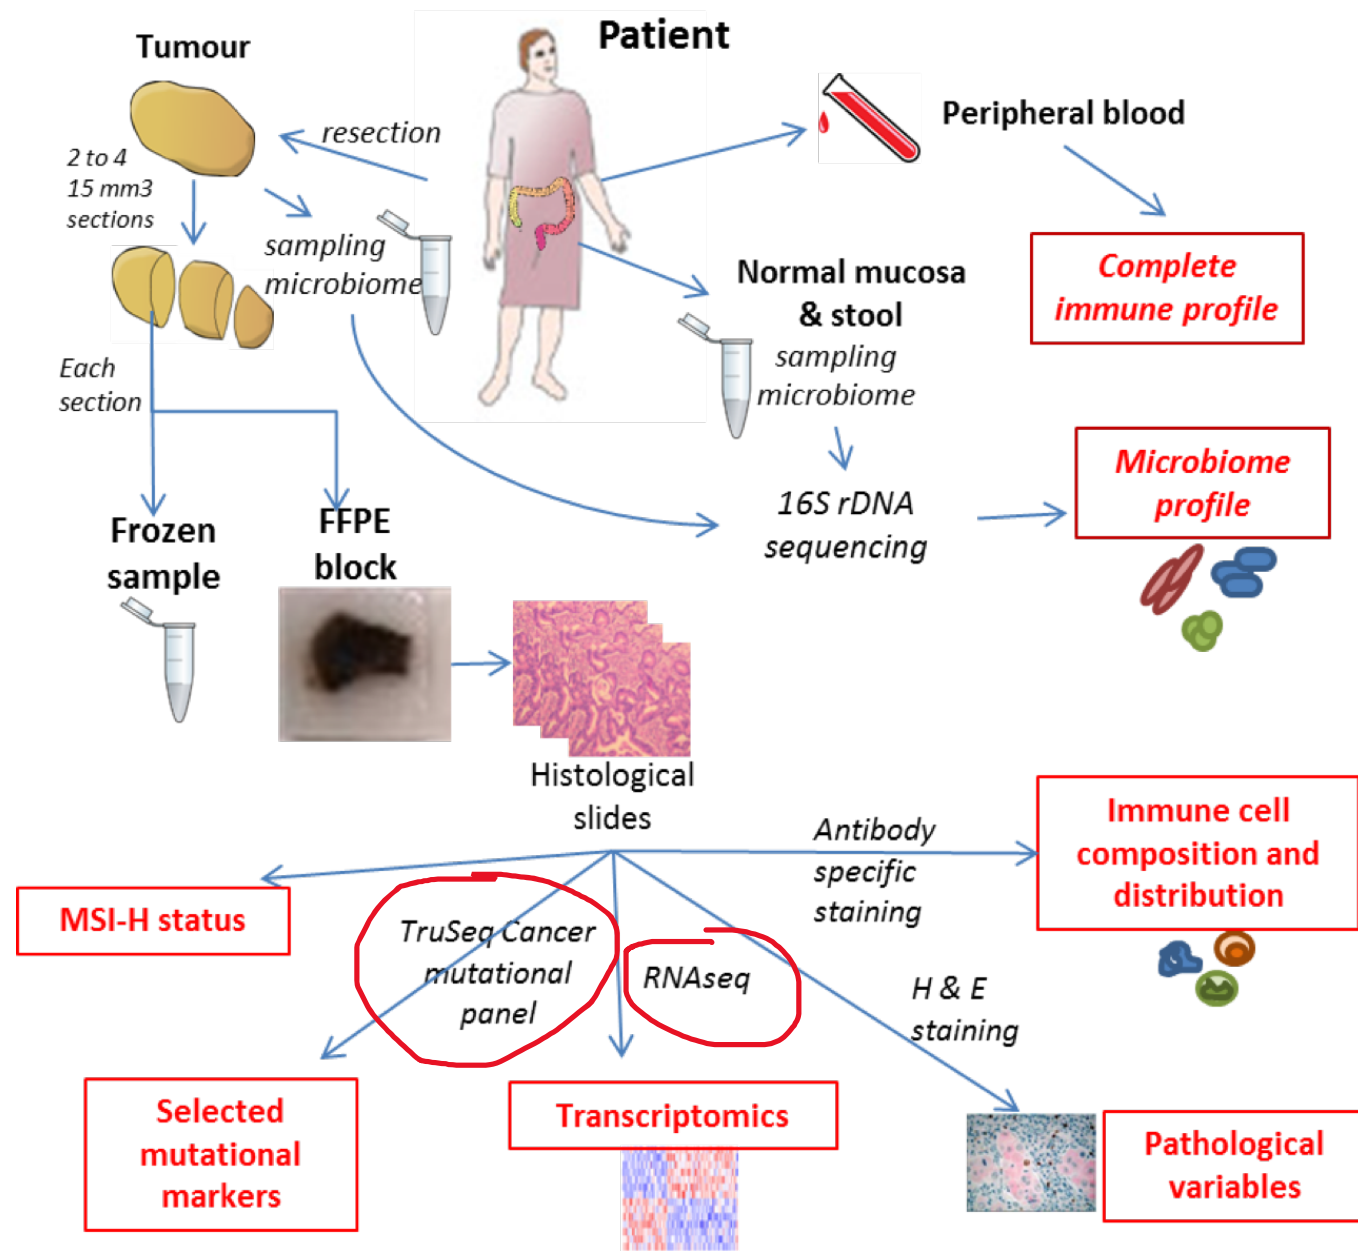 Tumour
Patient
resection
Peripheral blood
2 to 4
15 mm3
sections
sampling
microbiome
Complete
immune profile
Normal mucosa
& stool
sampling
microbiome
Each
section
Microbiome
profile
16S rDNA
sequencing
Frozen
sample
FFPE
block
Histological
slides
Antibody
specific
staining
Immune cell
composition and
distribution
MSI-H status
TruSeq Cancer
mutational
panel
RNAseq
H & E
staining
Selected
mutational
markers
Transcriptomics
Pathological
variables